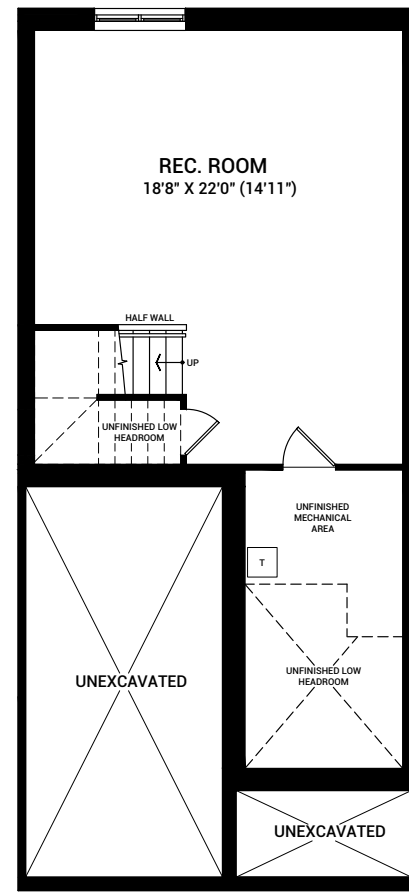 REC. ROOM
18'8" X 22'0" (14'11")
HALF WALL
UP
UNFINISHED LOW
HEADROOM
UNFINISHED
MECHANICAL
AREA
T
UNFINISHED LOW
HEADROOM
UNEXCAVATED
UNEXCAVATED